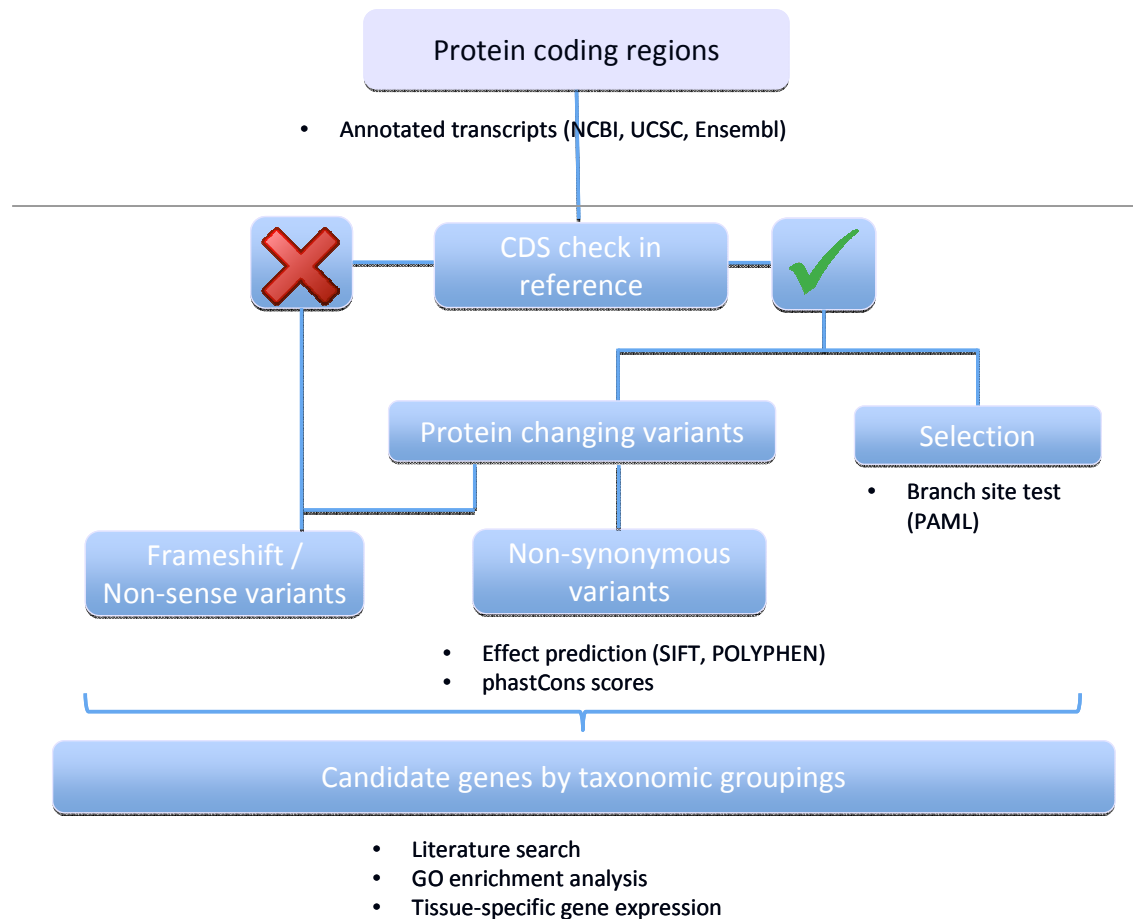 Protein coding regions
• Annotated transcripts (NCBI, UCSC, Ensembl)
CDS check in
reference
Protein changing variants
Selection
• Branch site test
(PAML)
Frameshift /
Non-sense variants
Non-synonymous
variants
• Effect prediction (SIFT, POLYPHEN)
• phastCons scores
Candidate genes by taxonomic groupings
• Literature search
• GO enrichment analysis
• Tissue-specific gene expression